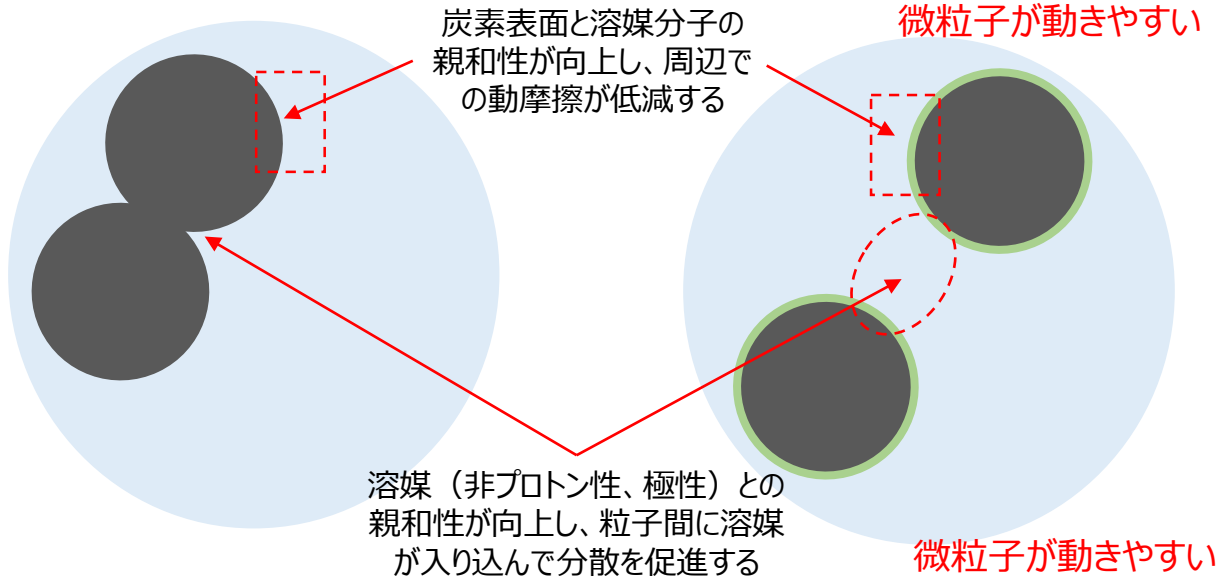 炭素表面と溶媒分子の
親和性が向上し、周辺で
の動摩擦が低減する
微粒子が動きやすい
溶媒（非プロトン性、極性）との
親和性が向上し、粒子間に溶媒
が入り込んで分散を促進する
微粒子が動きやすい